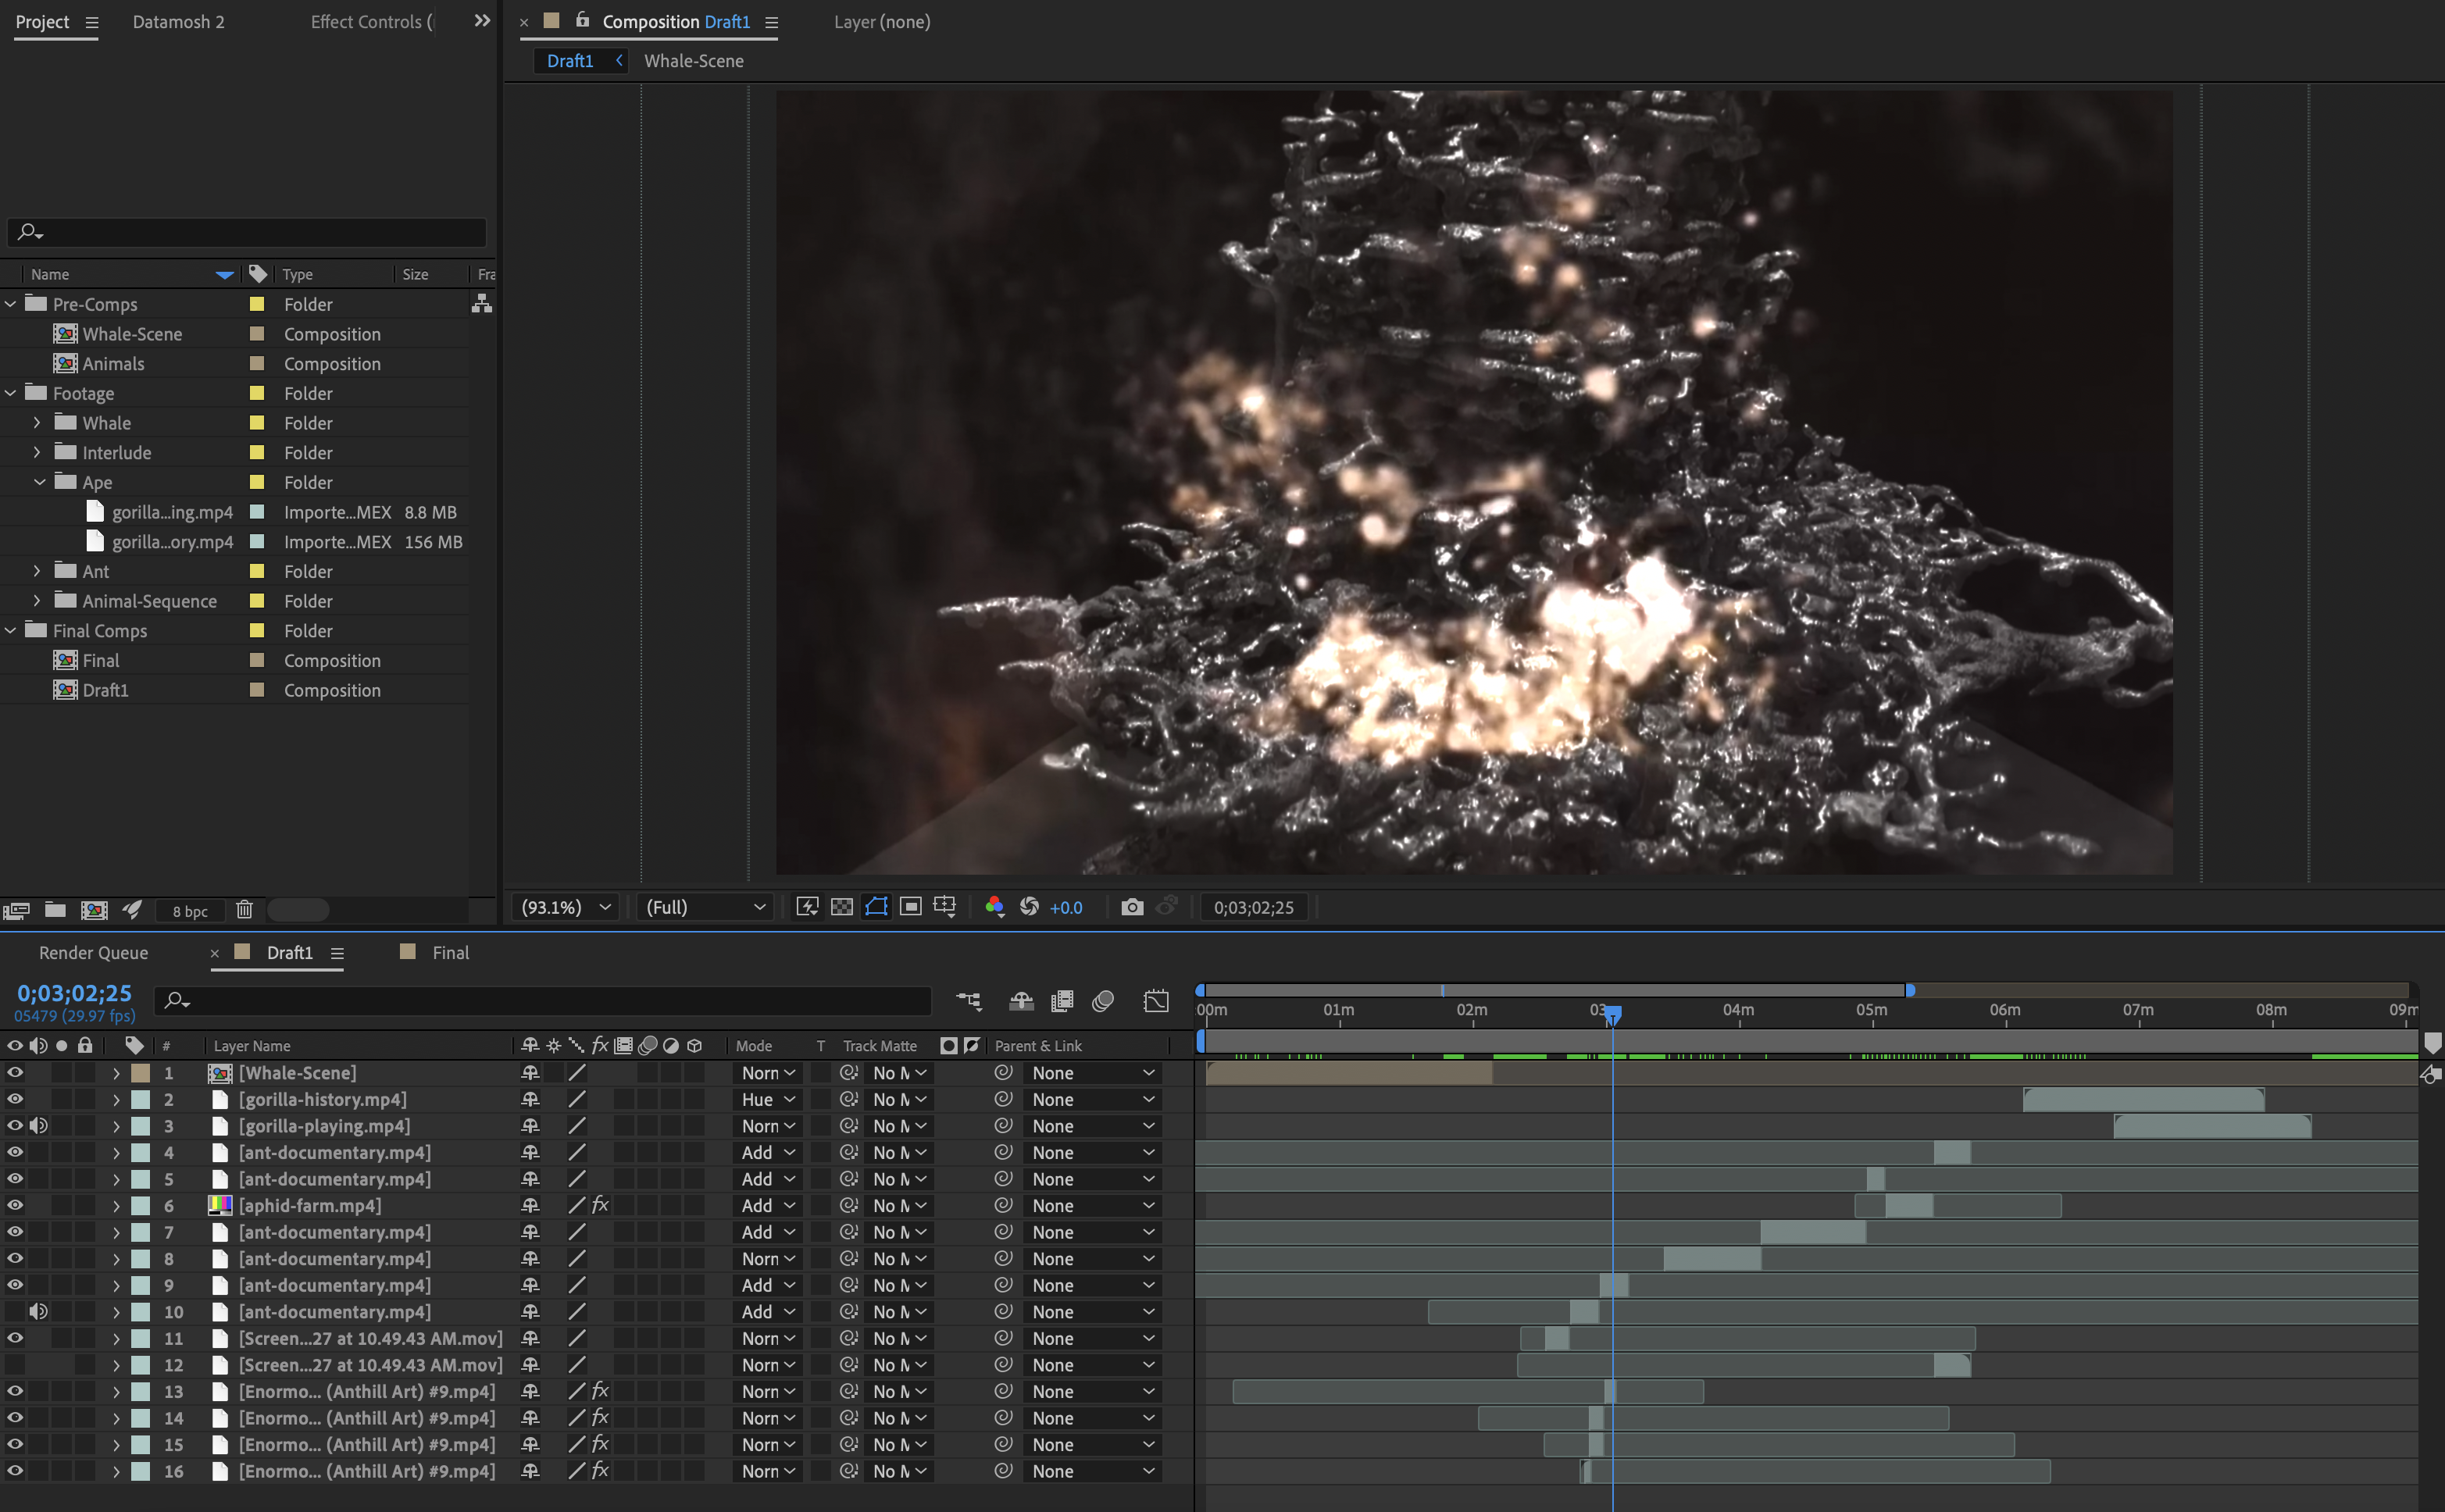 Project
Datamosh 2
Effect Controls (
Composition Draft1
Layer (none)
Draft1
Whale-Scene
Name Type Size Fra
Pre-Comps Folder
Whale-Scene Composition
Animals Composition
Footage Folder
Whale Folder
Interlude Folder
Ape Folder
gorilla...ing.mp4 Importe...MEX 8.8 MB
gorilla...ory.mp4 Importe...MEX 156 MB
Ant Folder
Animal-Sequence Folder
Final Comps Folder
Final Composition
Draft1 Composition
8 bpc
(93.1%) (Full) +0.0 0;03;02;25
Render Queue Draft1 Final
0;03;02;25
05479 (29.97 fps)
:00m 01m 02m 03 04m 05m 06m 07m 08m 09m
# Layer Name fx Mode T Track Matte Parent & Link
1 [Whale-Scene] Norn No M None
2 [gorilla-history.mp4] Hue No M None
3 [gorilla-playing.mp4] Norn No M None
4 [ant-documentary.mp4] Add No M None
5 [ant-documentary.mp4] Add No M None
6 [aphid-farm.mp4] fx Add No M None
7 [ant-documentary.mp4] Add No M None
8 [ant-documentary.mp4] Norn No M None
9 [ant-documentary.mp4] Add No M None
10 [ant-documentary.mp4] Add No M None
11 [Screen...27 at 10.49.43 AM.mov] Norn No M None
12 [Screen...27 at 10.49.43 AM.mov] Norn No M None
13 [Enormo... (Anthill Art) #9.mp4] fx Norn No M None
14 [Enormo... (Anthill Art) #9.mp4] fx Norn No M None
15 [Enormo... (Anthill Art) #9.mp4] fx Norn No M None
16 [Enormo... (Anthill Art) #9.mp4] fx Norn No M None